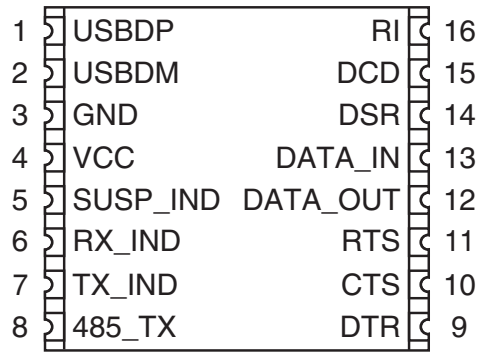 1 USBDP RI 16
2 USBDM DCD 15
3 GND DSR 14
4 VCC DATA_IN 13
5 SUSP_IND DATA_OUT 12
6 RX_IND RTS 11
7 TX_IND CTS 10
8 485_TX DTR 9